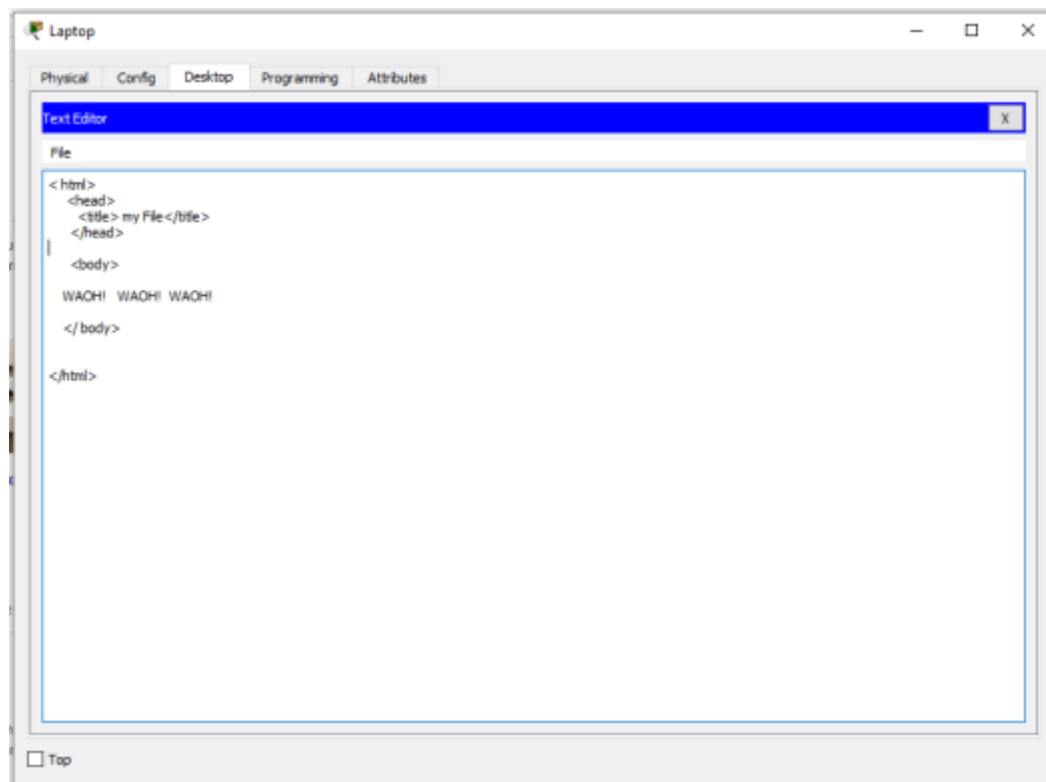 Laptop
Physical Config Desktop Programming Attributes
Text Editor X
File
< html>
<head>
<title> my File</title>
</head>
<body>
WAOH! WAOH! WAOH!
</ body>
</html>
Top